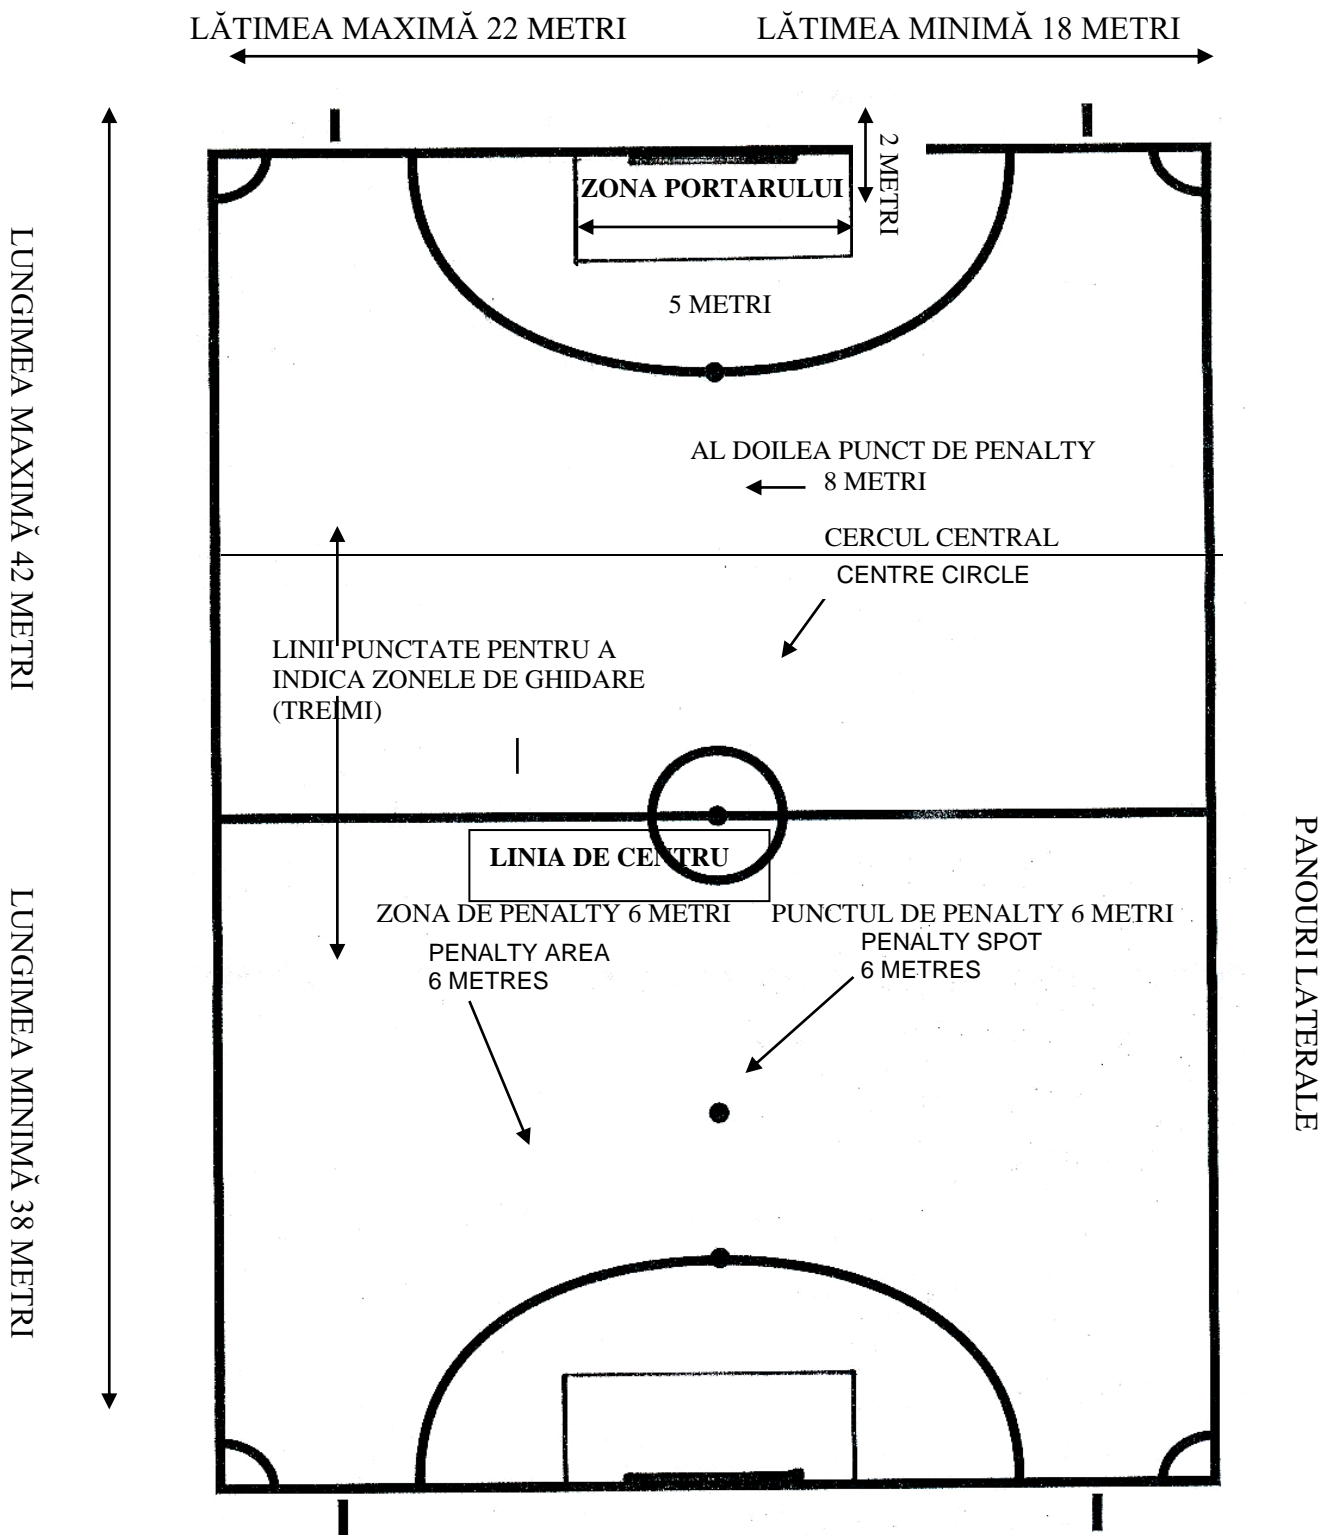 LĂTIMEA MAXIMĂ 22 METRI
LĂTIMEA MINIMĂ 18 METRI
2 METRI
ZONA PORTARULUI
5 METRI
LUNGIMEA MAXIMĂ 42 METRI
AL DOILEA PUNCT DE PENALTY
8 METRI
CERCUL CENTRAL
CENTRE CIRCLE
LINII PUNCTATE PENTRU A
INDICA ZONELE DE GHIDARE
(TREIMI)
LINIA DE CENTRU
ZONA DE PENALTY 6 METRI
PUNCTUL DE PENALTY 6 METRI
PENALTY AREA
6 METRES
PENALTY SPOT
6 METRES
PANOURI LATERALE
LUNGIMEA MINIMĂ 38 METRI